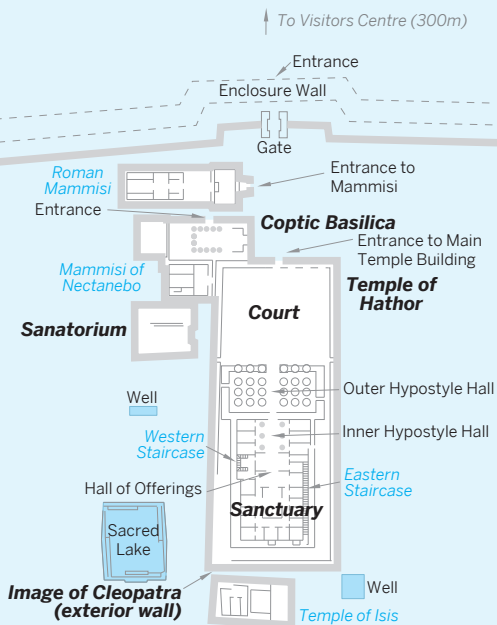 To Visitors Centre (300m)
Entrance
Enclosure Wall
Gate
Roman
Mammisi
Entrance to
Mammisi
Entrance
Coptic Basilica
Entrance to Main
Temple Building
Mammisi of
Nectanebo
Temple of
Hathor
Court
Sanatorium
Outer Hypostyle Hall
Well
Inner Hypostyle Hall
Western
Staircase
Hall of Offerings
Eastern
Staircase
Sanctuary
Sacred
Lake
Image of Cleopatra
(exterior wall)
Well
Temple of Isis